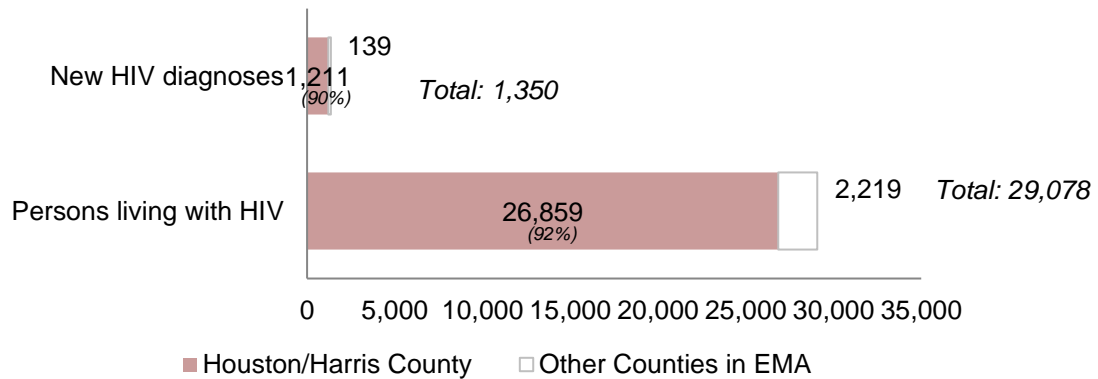 139
New HIV diagnoses 1,211
(90%)
Total: 1,350
2,219 Total: 29,078
Persons living with HIV 26,859
(92%)
0 5,000 10,000 15,000 20,000 25,000 30,000 35,000
Houston/Harris County Other Counties in EMA